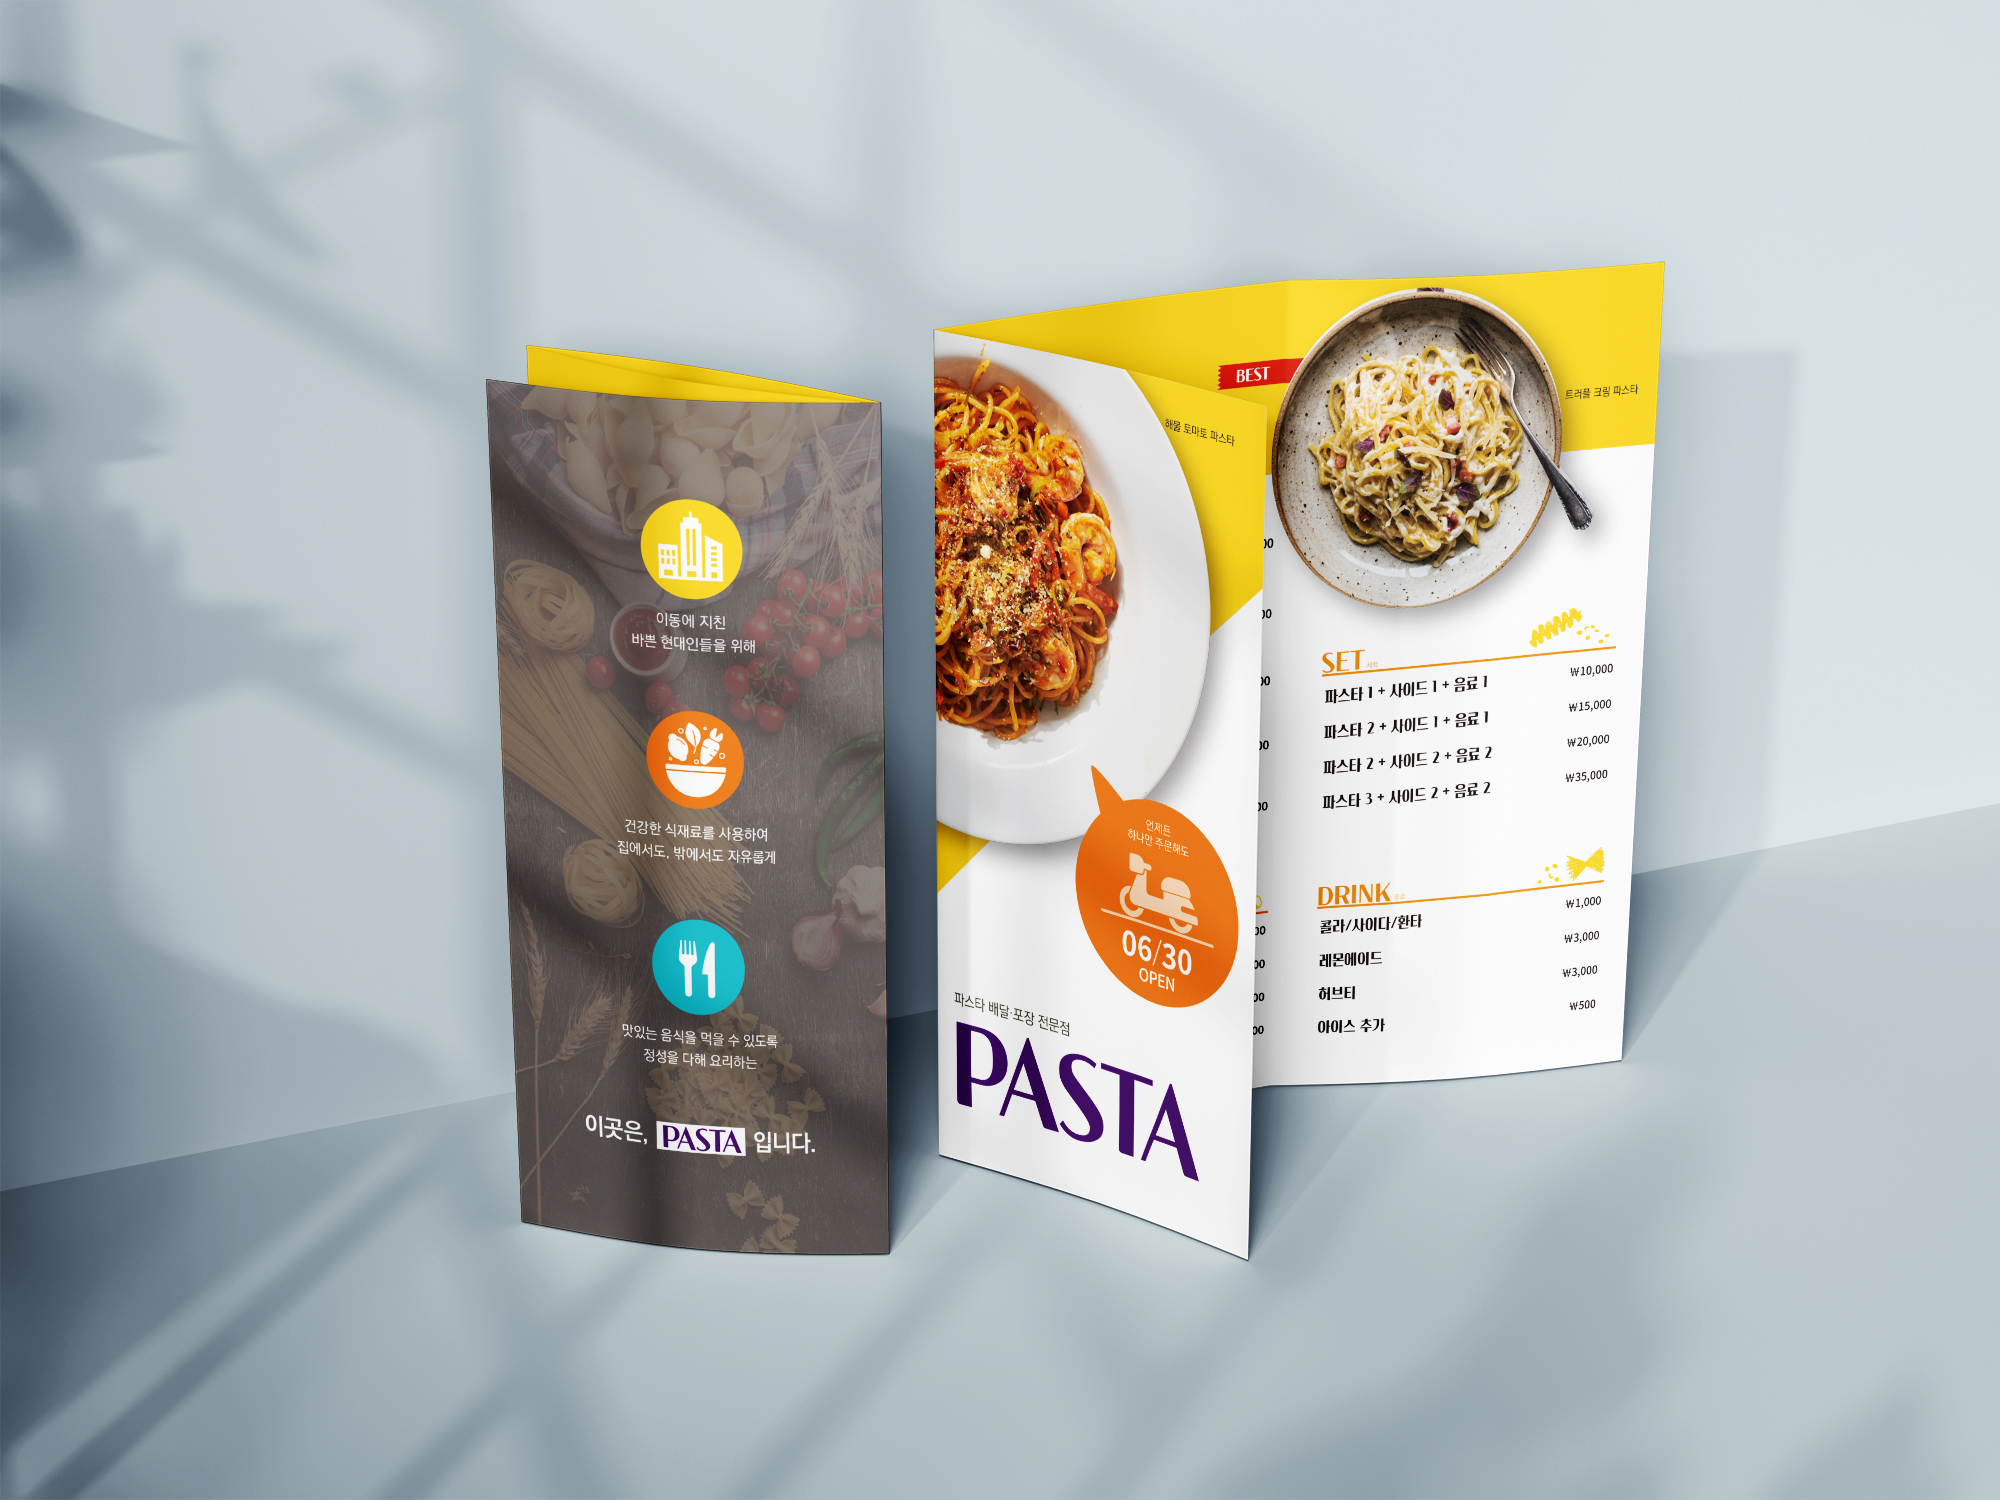 이동에 지친
바쁜 현대인들을 위해
건강한 식재료를 사용하여
집에서도, 밖에서도 자유롭게
맛있는 음식을 먹을 수 있도록
정성을 다해 요리하는
이곳은, PASTA 입니다.
해물 토마토 파스타
언제든
하나만 주문해도
06/30
OPEN
파스타 배달·포장 전문점
PASTA
BEST
트러플 크림 파스타
SET
파스타 1 + 사이드 1 + 음료 1 ₩10,000
파스타 2 + 사이드 1 + 음료 1 ₩15,000
파스타 2 + 사이드 2 + 음료 2 ₩20,000
파스타 3 + 사이드 2 + 음료 2 ₩35,000
DRINK
콜라/사이다/환타 ₩1,000
레몬에이드 ₩3,000
허브티 ₩3,000
아이스 추가 ₩500